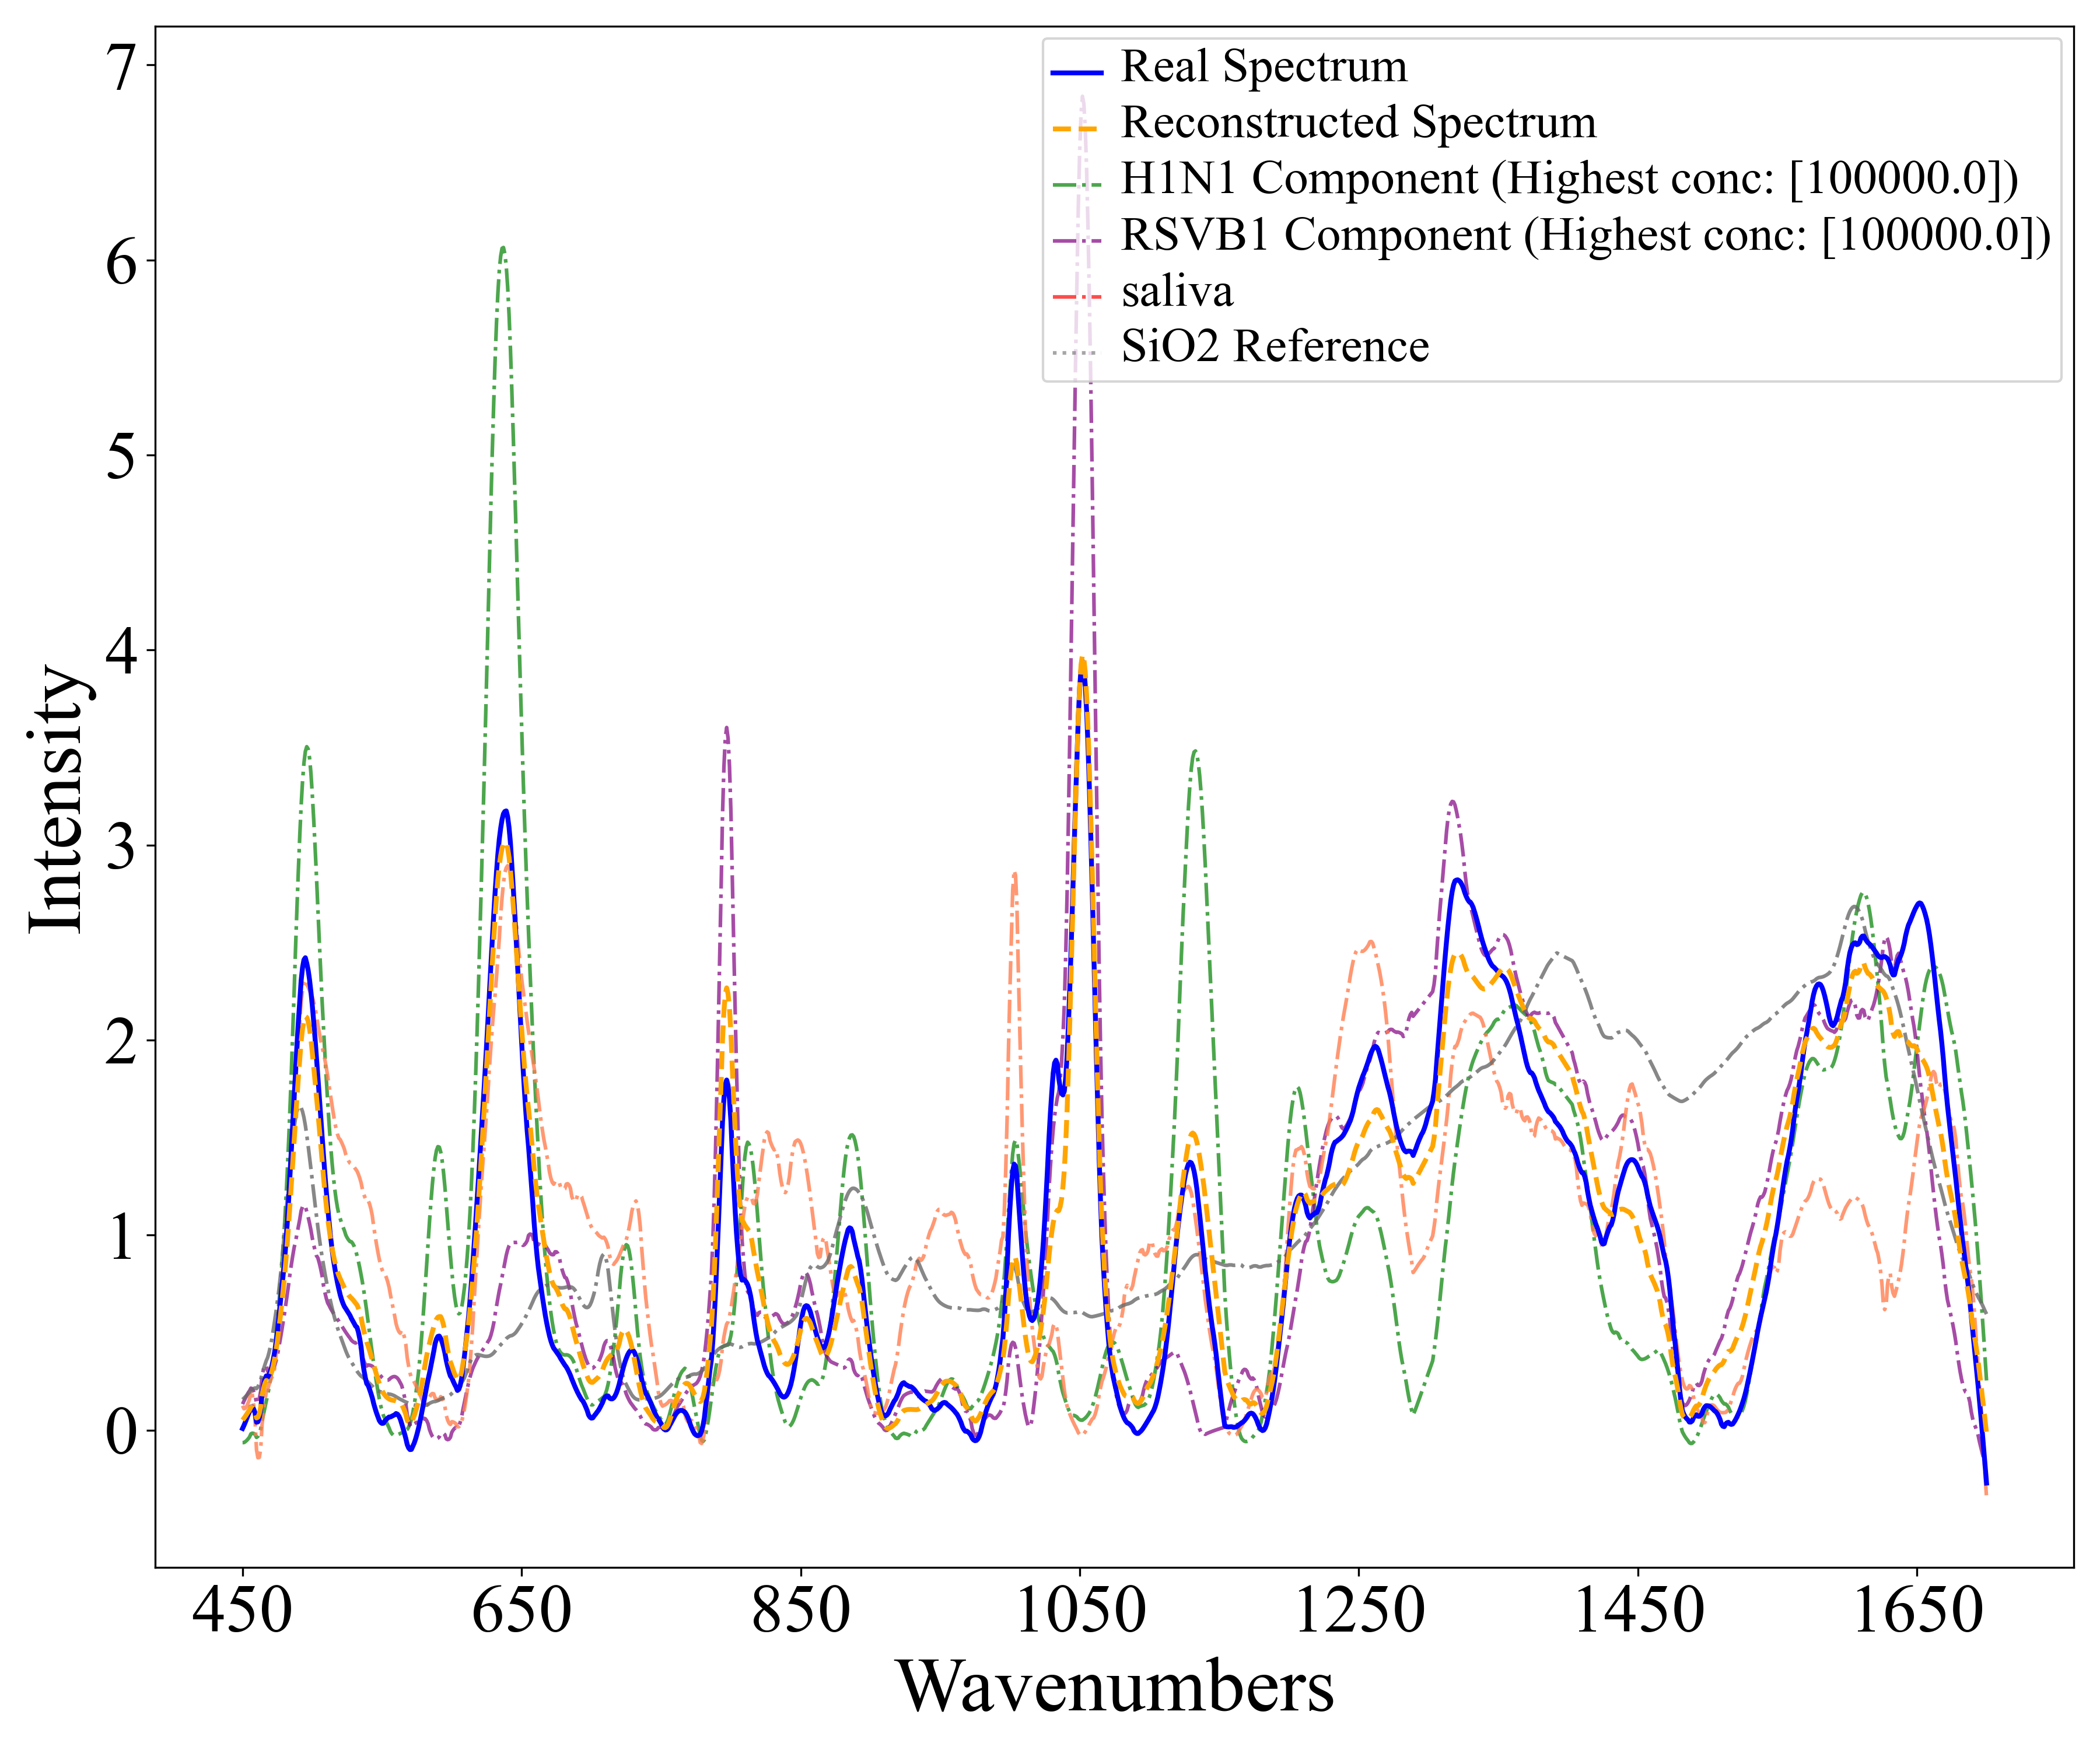 7
6
5
4
3
2
1
0
Intensity
Real Spectrum
Reconstructed Spectrum
H1N1 Component (Highest conc: [100000.0])
RSVB1 Component (Highest conc: [100000.0])
saliva
SiO2 Reference
450 650 850 1050 1250 1450 1650
Wavenumbers